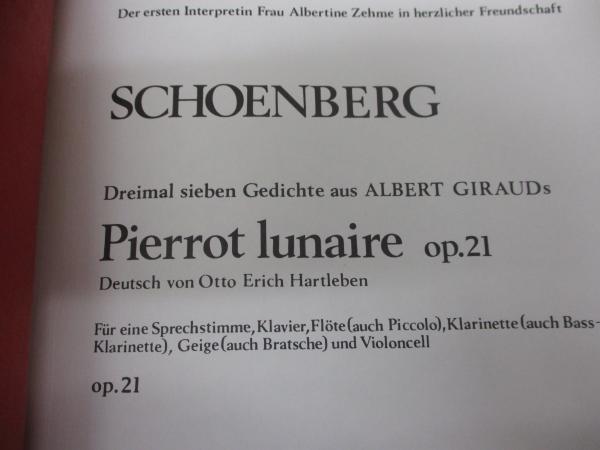 Der ersten Interpretin Frau Albertine Zehme in herzlicher Freundschaft
SCHOENBERG
Dreimal sieben Gedichte aus ALBERT GIRAUDs
Pierrot lunaire op.21
Deutsch von Otto Erich Hartleben
Für eine Sprechstimme, Klavier, Flöte (auch Piccolo), Klarinette (auch Bass-
Klarinette), Geige (auch Bratsche) und Violoncell
op.21